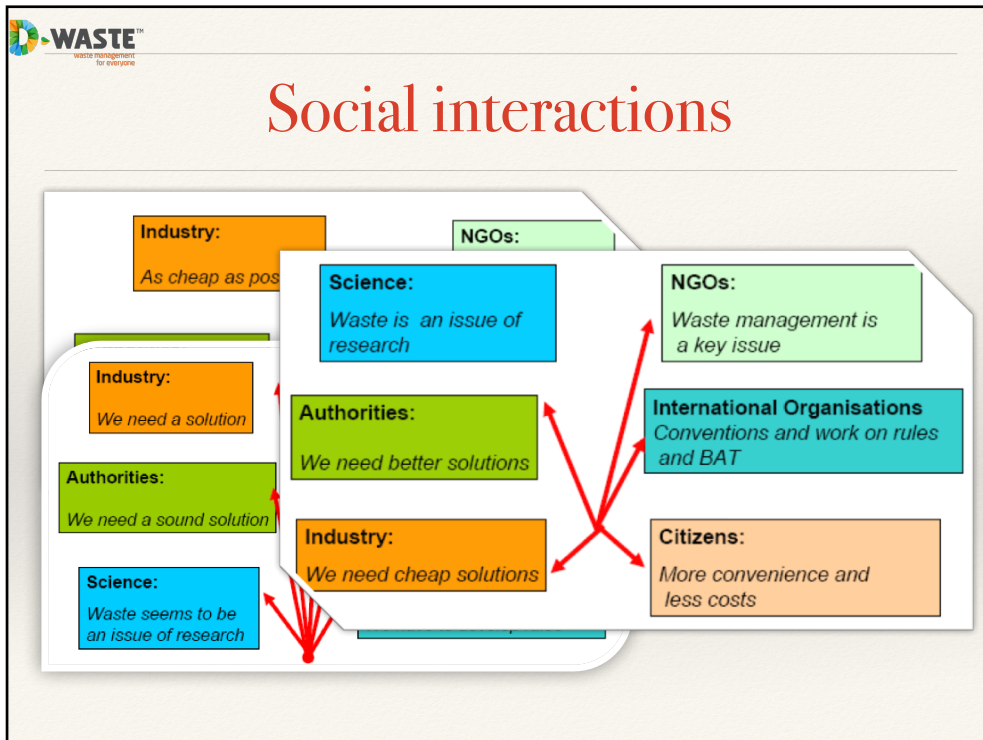 D-WASTE™
waste management
for everyone
Social interactions
Industry:
As cheap as
NGOs:
Industry:
We need a solution
Authorities:
We need a sound solution
Science:
Waste seems to be
an issue of research
Science:
Waste is an issue of
research
Authorities:
We need better solutions
Industry:
We need cheap solutions
NGOs:
Waste management is
a key issue
International Organisations
Conventions and work on rules
and BAT
Citizens:
More convenience and
less costs